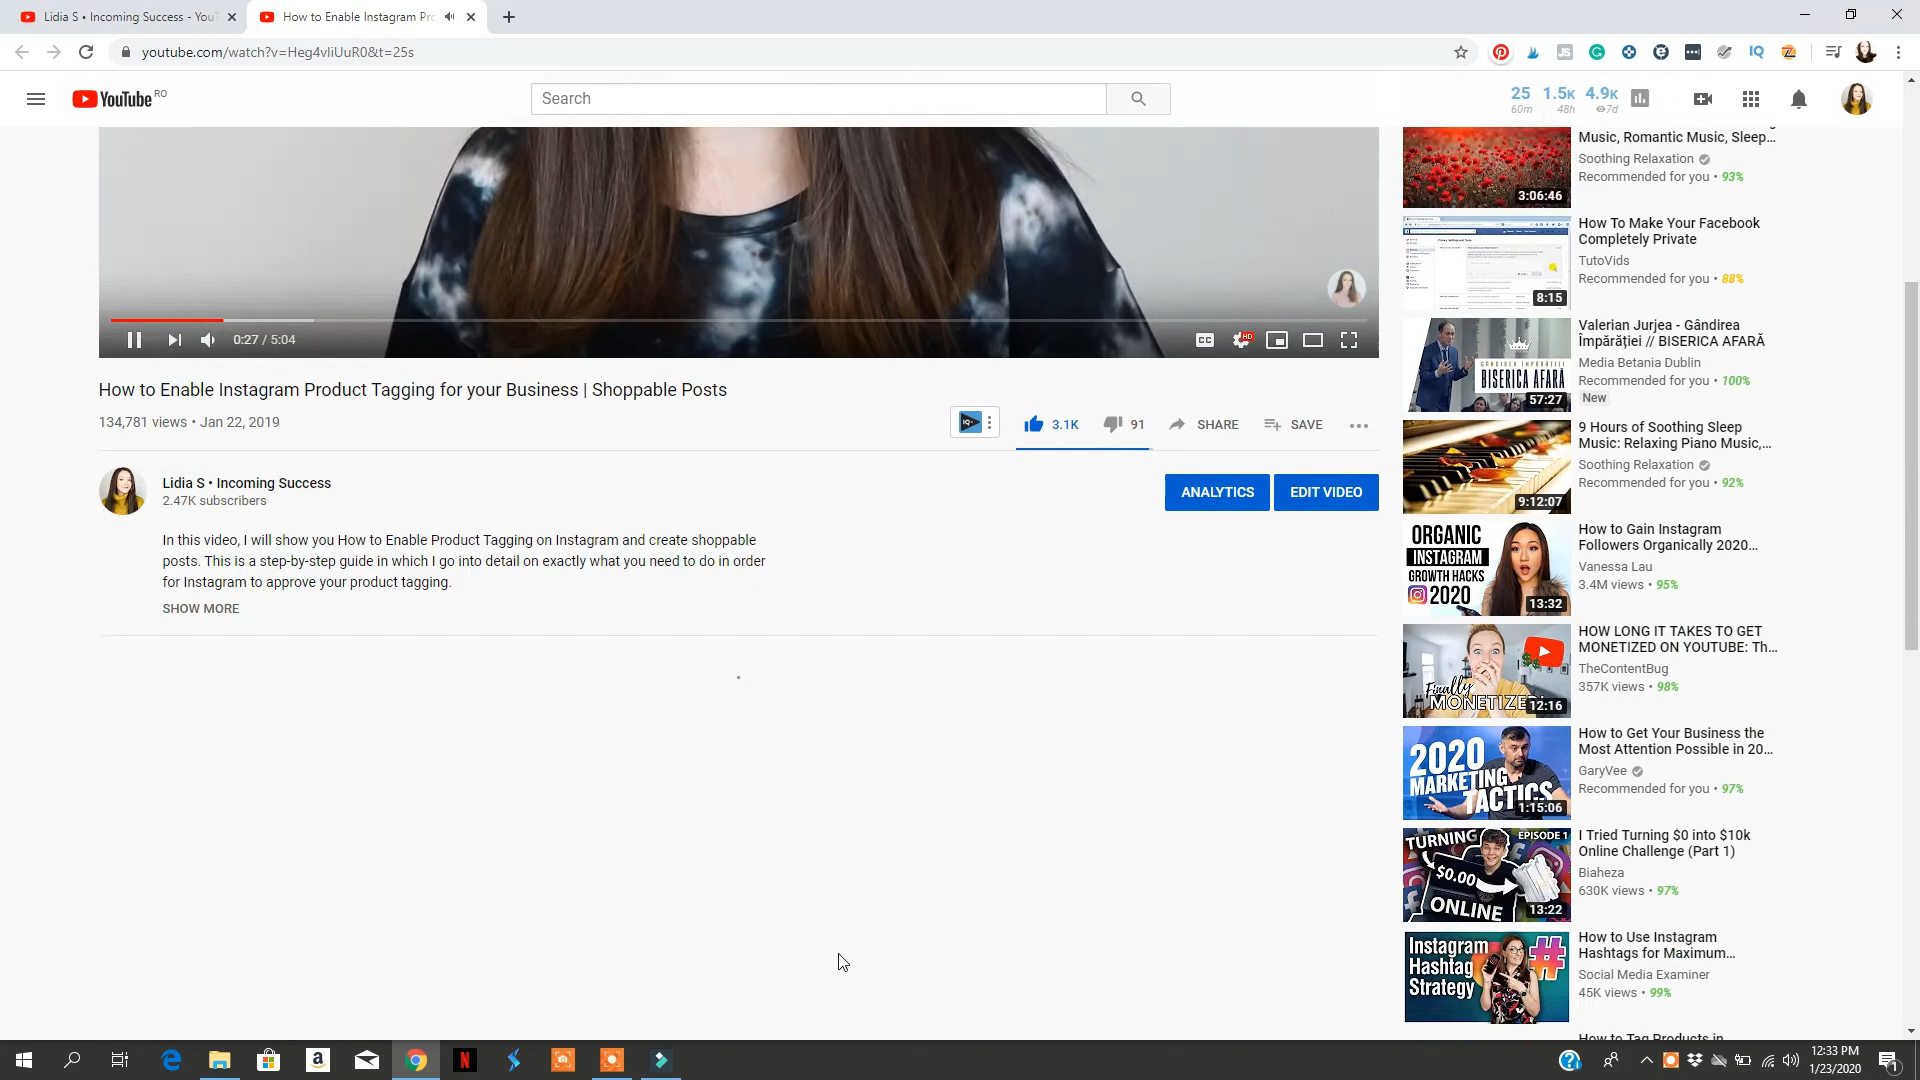 Lidia S • Incoming Success - You
How to Enable Instagram Pr
youtube.com/watch?v=Heg4vIiUuR0&t=25s
YouTube RO
Search
25 1.5K 4.9K
60m 48h 7d
0:27 / 5:04
CC
HD
How to Enable Instagram Product Tagging for your Business | Shoppable Posts
134,781 views • Jan 22, 2019
IQ
3.1K
91
SHARE
SAVE
Lidia S • Incoming Success
2.47K subscribers
ANALYTICS
EDIT VIDEO
In this video, I will show you How to Enable Product Tagging on Instagram and create shoppable
posts. This is a step-by-step guide in which I go into detail on exactly what you need to do in order
for Instagram to approve your product tagging.
SHOW MORE
3:06:46
Music, Romantic Music, Sleep...
Soothing Relaxation
Recommended for you • 93%
8:15
How To Make Your Facebook
Completely Private
TutoVids
Recommended for you • 88%
GÂNDIREA ÎMPĂRĂȚIEI
BISERICA AFARĂ
57:27
Valerian Jurjea - Gândirea
Împărăției // BISERICA AFARĂ
Media Betania Dublin
Recommended for you • 100%
New
9:12:07
9 Hours of Soothing Sleep
Music: Relaxing Piano Music,...
Soothing Relaxation
Recommended for you • 92%
ORGANIC
INSTAGRAM
GROWTH HACKS
2020
13:32
How to Gain Instagram
Followers Organically 2020...
Vanessa Lau
3.4M views • 95%
Finally
MONETIZED!
12:16
HOW LONG IT TAKES TO GET
MONETIZED ON YOUTUBE: Th...
TheContentBug
357K views • 98%
2020
MARKETING
TACTICS
1:15:06
How to Get Your Business the
Most Attention Possible in 20...
GaryVee
Recommended for you • 97%
TURNING
EPISODE 1
$0.00
ONLINE
13:22
I Tried Turning $0 into $10k
Online Challenge (Part 1)
Biaheza
630K views • 97%
Instagram
Hashtag
Strategy
#
How to Use Instagram
Hashtags for Maximum...
Social Media Examiner
45K views • 99%
How to Tag Products in
12:33 PM
1/23/2020